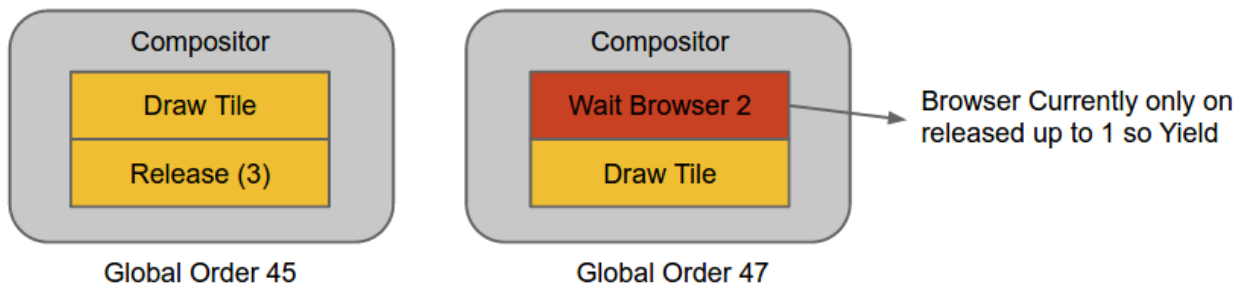 Compositor
Draw Tile
Release (3)
Global Order 45
Compositor
Wait Browser 2
Draw Tile
Global Order 47
Browser Currently only on
released up to 1 so Yield